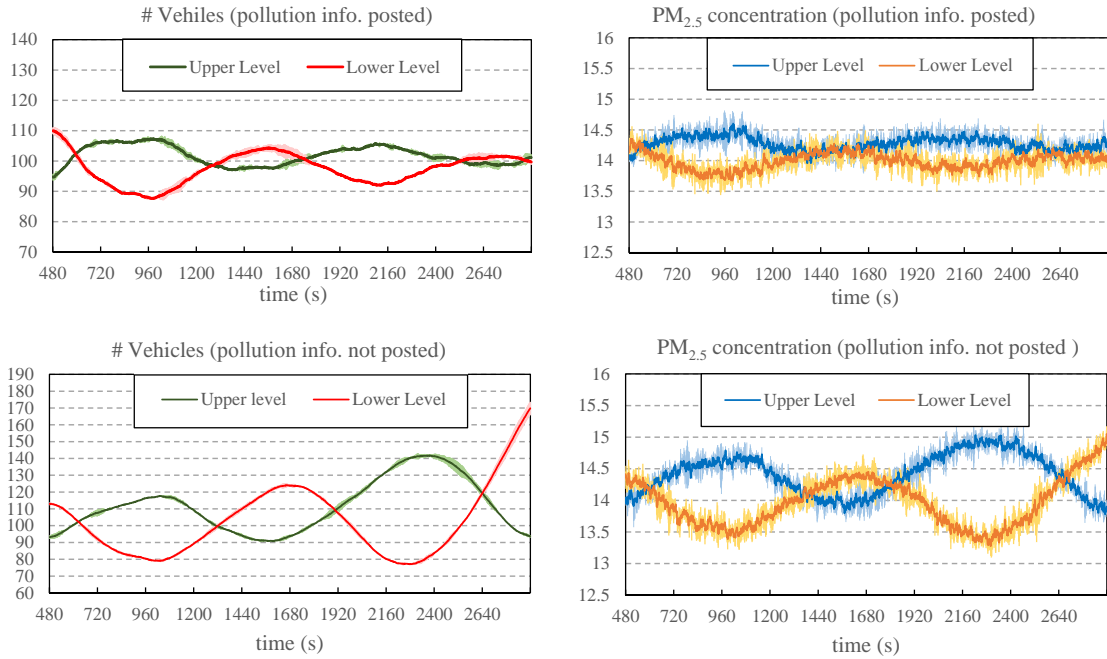 # Vehiles (pollution info. posted)
140
130
120
110
100
90
80
70
Upper Level Lower Level
480 720 960 1200 1440 1680 1920 2160 2400 2640
time (s)
PM2.5 concentration (pollution info. posted)
16
15.5
15
14.5
14
13.5
13
12.5
Upper Level Lower Level
480 720 960 1200 1440 1680 1920 2160 2400 2640
time (s)
# Vehicles (pollution info. not posted)
190
180
170
160
150
140
130
120
110
100
90
80
70
60
Upper level Lower Level
480 720 960 1200 1440 1680 1920 2160 2400 2640
time (s)
PM2.5 concentration (pollution info. not posted )
16
15.5
15
14.5
14
13.5
13
12.5
Upper Level Lower Level
480 720 960 1200 1440 1680 1920 2160 2400 2640
time (s)